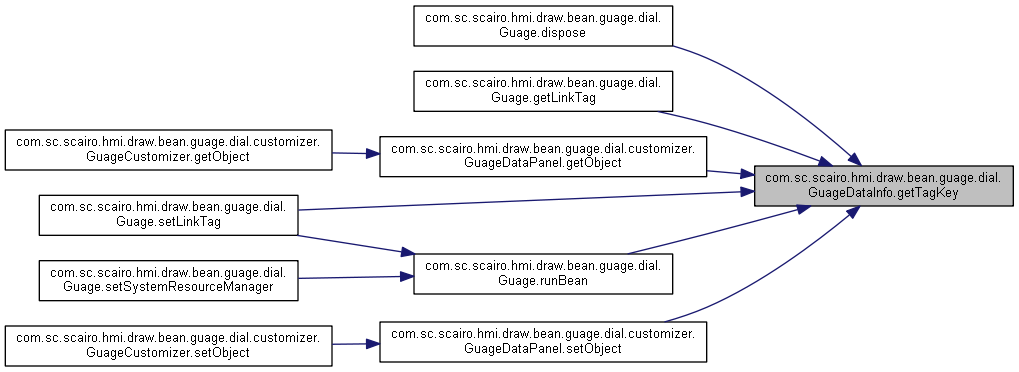 com.sc.scairo.hmi.draw.bean.guage.dial.
Guage.dispose
com.sc.scairo.hmi.draw.bean.guage.dial.
Guage.getLinkTag
com.sc.scairo.hmi.draw.bean.guage.dial.customizer.
GuageCustomizer.getObject
com.sc.scairo.hmi.draw.bean.guage.dial.customizer.
GuageDataPanel.getObject
com.sc.scairo.hmi.draw.bean.guage.dial.
GuageDataInfo.getTagKey
com.sc.scairo.hmi.draw.bean.guage.dial.
Guage.setLinkTag
com.sc.scairo.hmi.draw.bean.guage.dial.
Guage.runBean
com.sc.scairo.hmi.draw.bean.guage.dial.
Guage.setSystemResourceManager
com.sc.scairo.hmi.draw.bean.guage.dial.customizer.
GuageCustomizer.setObject
com.sc.scairo.hmi.draw.bean.guage.dial.customizer.
GuageDataPanel.setObject